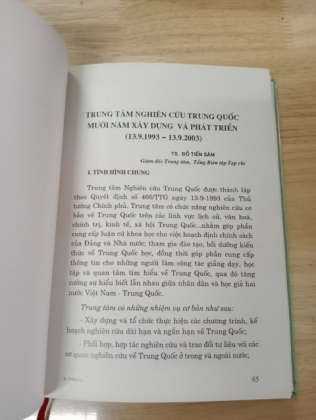 TRUNG TÂM NGHIÊN CỨU TRUNG QUỐC
MƯỜI NĂM XÂY DỰNG VÀ PHÁT TRIỂN
(13.9.1993 – 13.9.2003)
TS. ĐỖ TIẾN SÂM
Giám đốc Trung tâm, Tổng Biên tập Tạp chí
I. TÌNH HÌNH CHUNG
Trung tâm Nghiên cứu Trung Quốc được thành lập
theo Quyết định số 466/TTG ngày 13-9-1993 của Thủ
tướng Chính phủ. Trung tâm có chức năng nghiên cứu cơ
bản về Trung Quốc trên các lĩnh vực lịch sử, văn hoá,
chính trị, kinh tế, xã hội Trung Quốc...nhằm góp phần
cung cấp luận cứ khoa học cho việc hoạch định chính sách
của Đảng và Nhà nước; tham gia đào tạo, bồi dưỡng kiến
thức về Trung Quốc học, đồng thời góp phần cung cấp
thông tin cho những người làm công tác giảng dạy, học
tập và quan tâm tìm hiểu về Trung Quốc, qua đó tăng
cường sự hiểu biết lẫn nhau giữa nhân dân và học giả hai
nước Việt Nam - Trung Quốc.
Trung tâm có những nhiệm vụ cơ bản như sau:
- Xây dựng và tổ chức thực hiện các chương trình, kế
hoạch nghiên cứu dài hạn và ngắn hạn về Trung Quốc;
- Phối hợp, hợp tác nghiên cứu và trao đổi tư liệu với các
cơ quan nghiên cứu về Trung Quốc ở trong và ngoài nước;
65